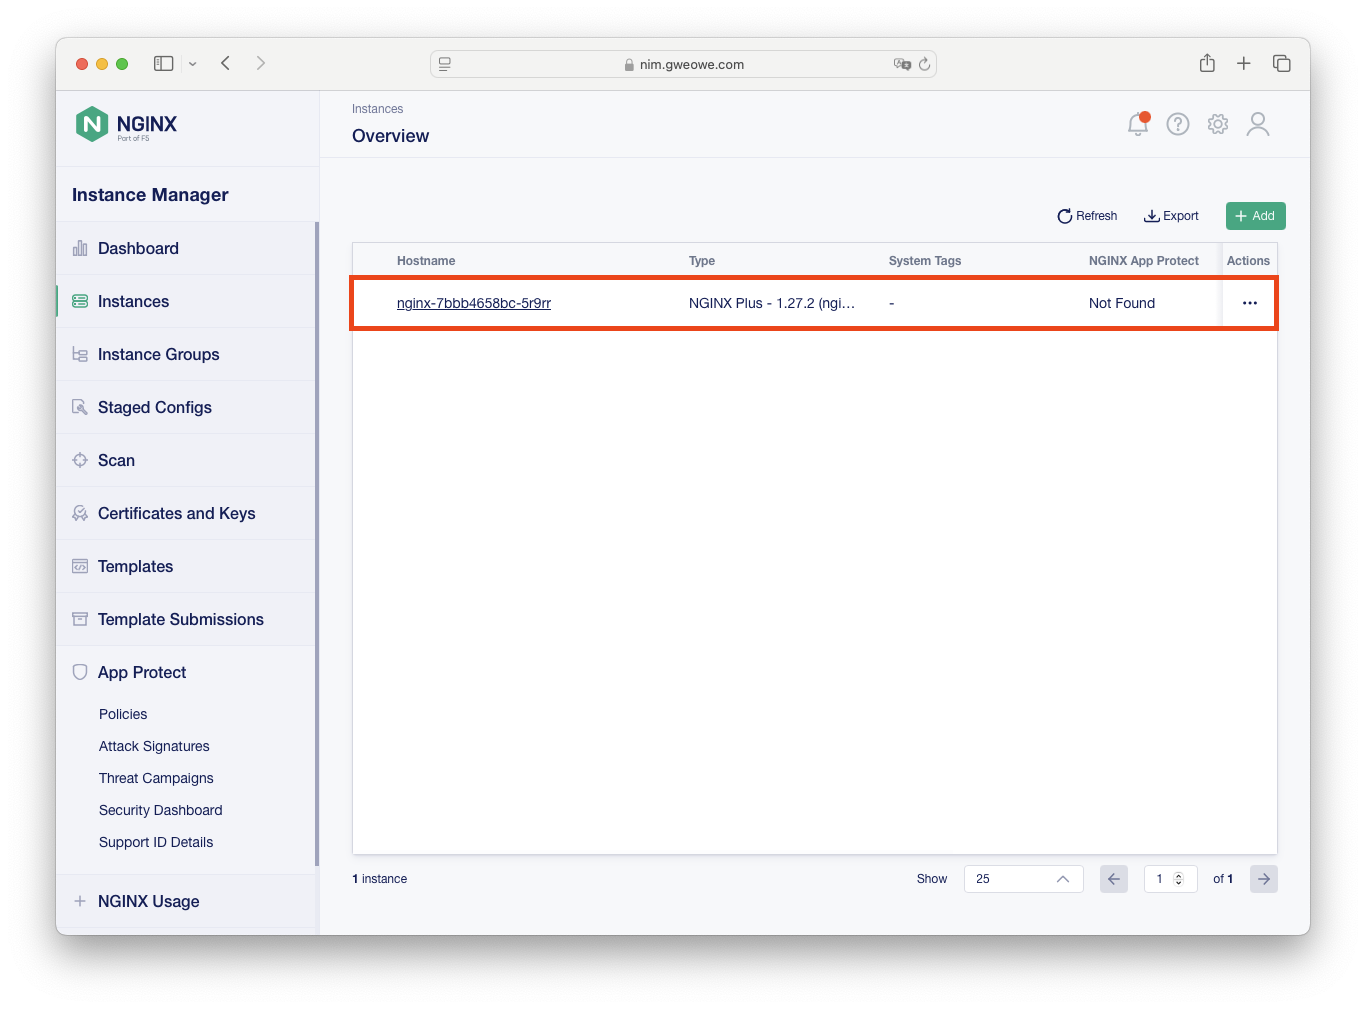 nim.gweowe.com
NGINX
Part of F5
Instances
Overview
Instance Manager
Refresh
Export
Add
Dashboard
Hostname Type System Tags NGINX App Protect Actions
Instances
nginx-7bbb4658bc-5r9rr NGINX Plus - 1.27.2 (ngi... - Not Found ...
Instance Groups
Staged Configs
Scan
Certificates and Keys
Templates
Template Submissions
App Protect
Policies
Attack Signatures
Threat Campaigns
Security Dashboard
Support ID Details
1 instance Show 25 1 of 1
NGINX Usage